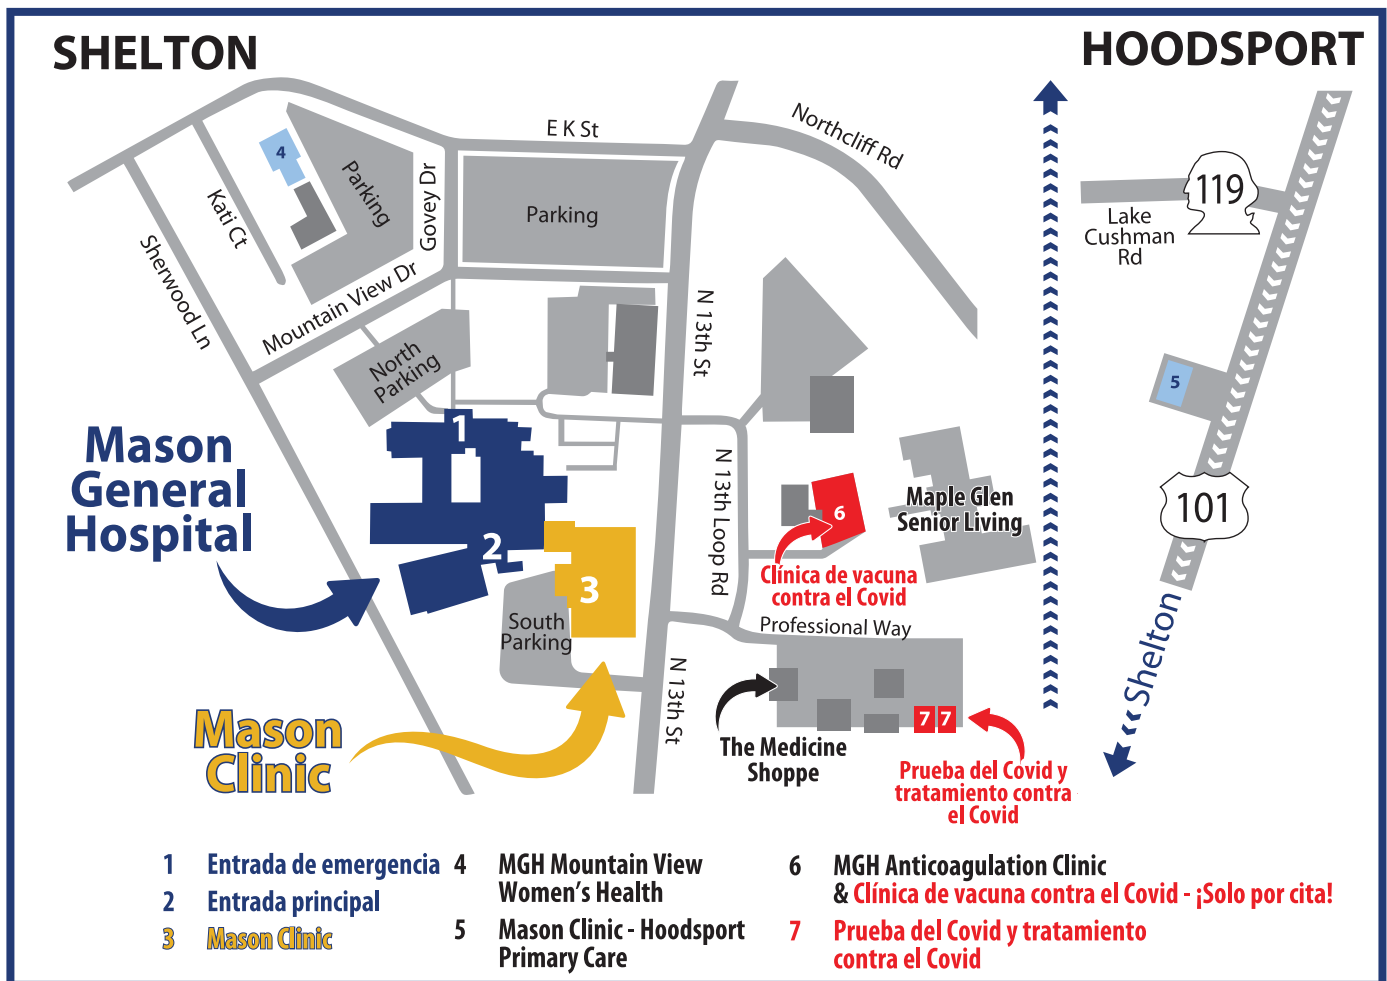 SHELTON
HOODSPORT
E K St
Northcliff Rd
4
Parking
Govey Dr
Parking
Kati Ct
Sherwood Ln
Mountain View Dr
119
Lake
Cushman
Rd
N 13th St
North
Parking
5
1
Mason
General
Hospital
2
3
South
Parking
N 13th Loop Rd
6
Maple Glen
Senior Living
101
Clínica de vacuna
contra el Covid
Professional Way
Shelton
N 13th St
Mason
Clinic
The Medicine
Shoppe
7 7
Prueba del Covid y
tratamiento contra
el Covid
1 Entrada de emergencia
2 Entrada principal
3 Mason Clinic
4 MGH Mountain View
Women's Health
5 Mason Clinic - Hoodsport
Primary Care
6 MGH Anticoagulation Clinic
& Clínica de vacuna contra el Covid - ¡Solo por cita!
7 Prueba del Covid y tratamiento
contra el Covid